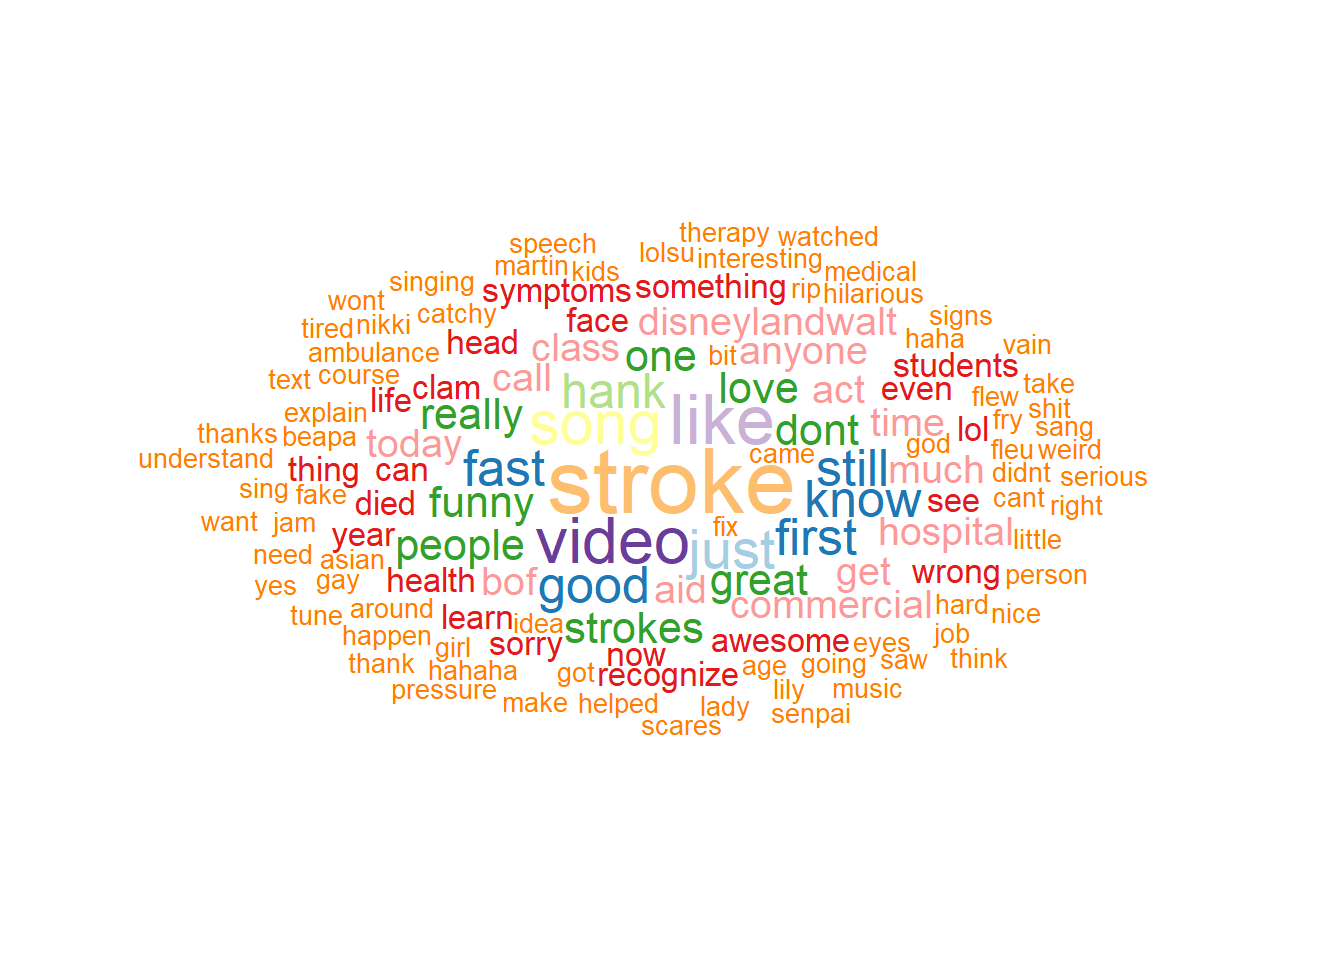 therapy watched
speech lolsu interesting
martin kids medical
singing symptoms something rip hilarious
wont catchy face disneylandwalt signs
tired nikki head class one bit anyone haha vain
ambulance students
text course call hank love act even flew take
explain life clam really song like dont time lol fry shit
thanks beapa today came god fleu sang weird
understand thing can fast stroke still much didnt serious
sing fake died funny know see cant right
want jam year people video fix just first hospital little
need asian health bof good aid great get wrong person
yes gay commercial
tune around learn idea strokes hard nice
happen girl sorry now awesome eyes job
thank hahaha got recognize age going saw think
pressure make helped lady lily music
scares senpai